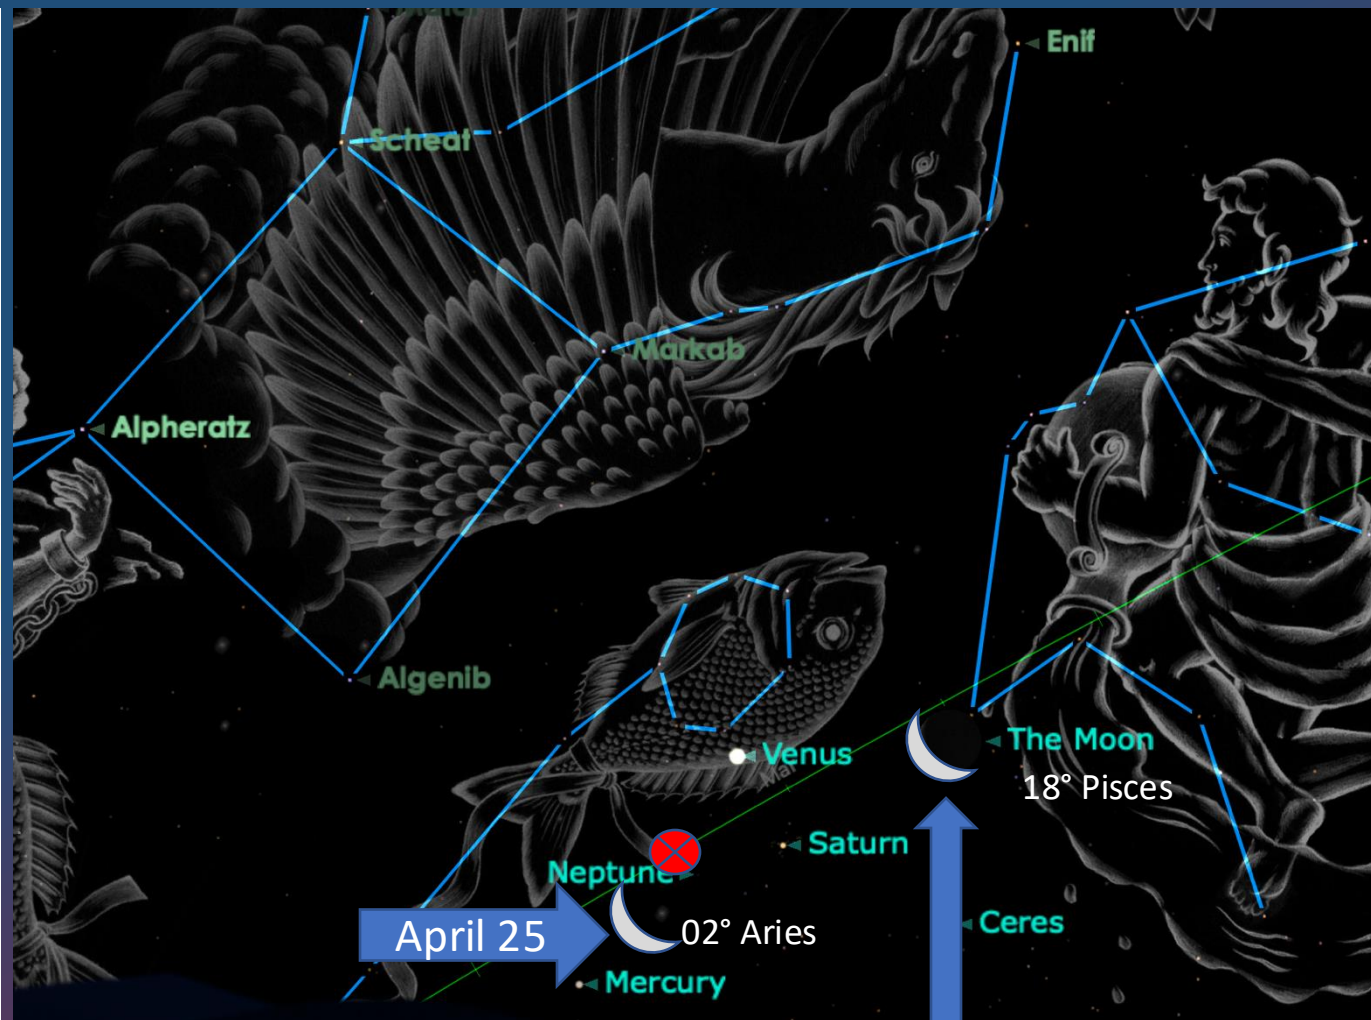 Enif
Scheat
Markab
Alpheratz
Algenib
Venus
The Moon
18° Pisces
Saturn
Neptune
April 25
02° Aries
Ceres
Mercury